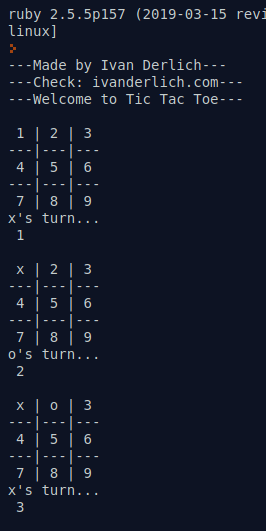 ruby 2.5.5p157 (2019-03-15 revi
linux]
---Made by Ivan Derlich---
---Check: ivanderlich.com---
---Welcome to Tic Tac Toe---
 1 | 2 | 3
---|---|---
 4 | 5 | 6
---|---|---
 7 | 8 | 9
x's turn...
 1
 x | 2 | 3
---|---|---
 4 | 5 | 6
---|---|---
 7 | 8 | 9
o's turn...
 2
 x | o | 3
---|---|---
 4 | 5 | 6
---|---|---
 7 | 8 | 9
x's turn...
 3